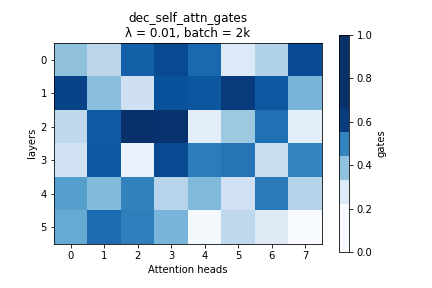 dec_self_attn_gates
λ = 0.01, batch = 2k
0
1
2
3
4
5
layers
0 1 2 3 4 5 6 7
Attention heads
1.0
0.8
0.6
0.4
0.2
0.0
gates